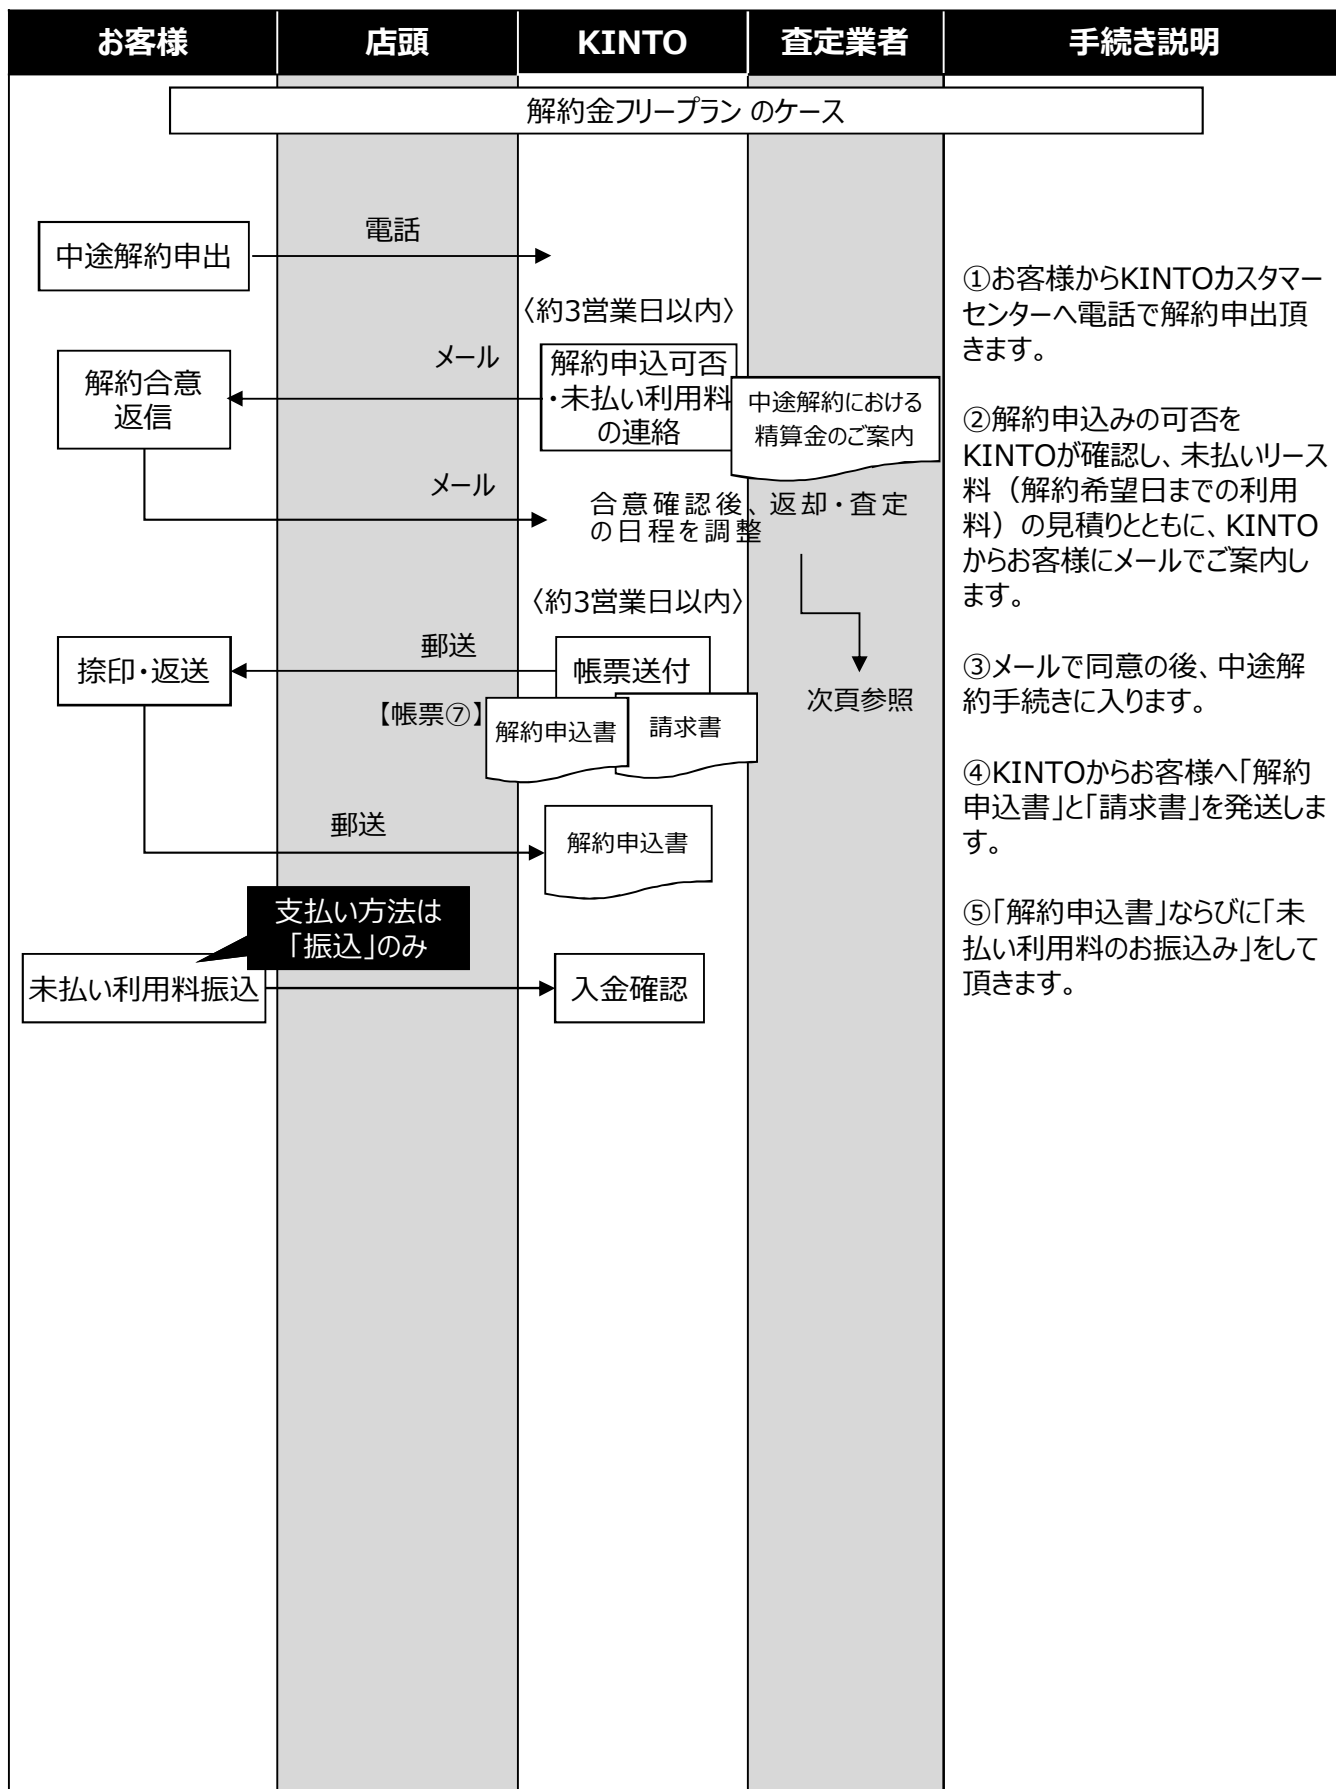 お客様
店頭
KINTO
査定業者
手続き説明
解約金フリープラン のケース
中途解約申出
電話
〈約3営業日以内〉
メール
解約合意
返信
解約申込可否
・未払い利用料
の連絡
中途解約における
精算金のご案内
メール
合意確認後、返却・査定
の日程を調整
〈約3営業日以内〉
捺印・返送
郵送
帳票送付
次頁参照
【帳票⑦】
解約申込書
請求書
郵送
解約申込書
支払い方法は
「振込」のみ
未払い利用料振込
入金確認
①お客様からKINTOカスタマー
センターへ電話で解約申出頂
きます。
②解約申込みの可否を
KINTOが確認し、未払いリース
料（解約希望日までの利用
料）の見積りとともに、KINTO
からお客様にメールでご案内し
ます。
③メールで同意の後、中途解
約手続きに入ります。
④KINTOからお客様へ「解約
申込書」と「請求書」を発送しま
す。
⑤「解約申込書」ならびに「未
払い利用料のお振込み」をして
頂きます。